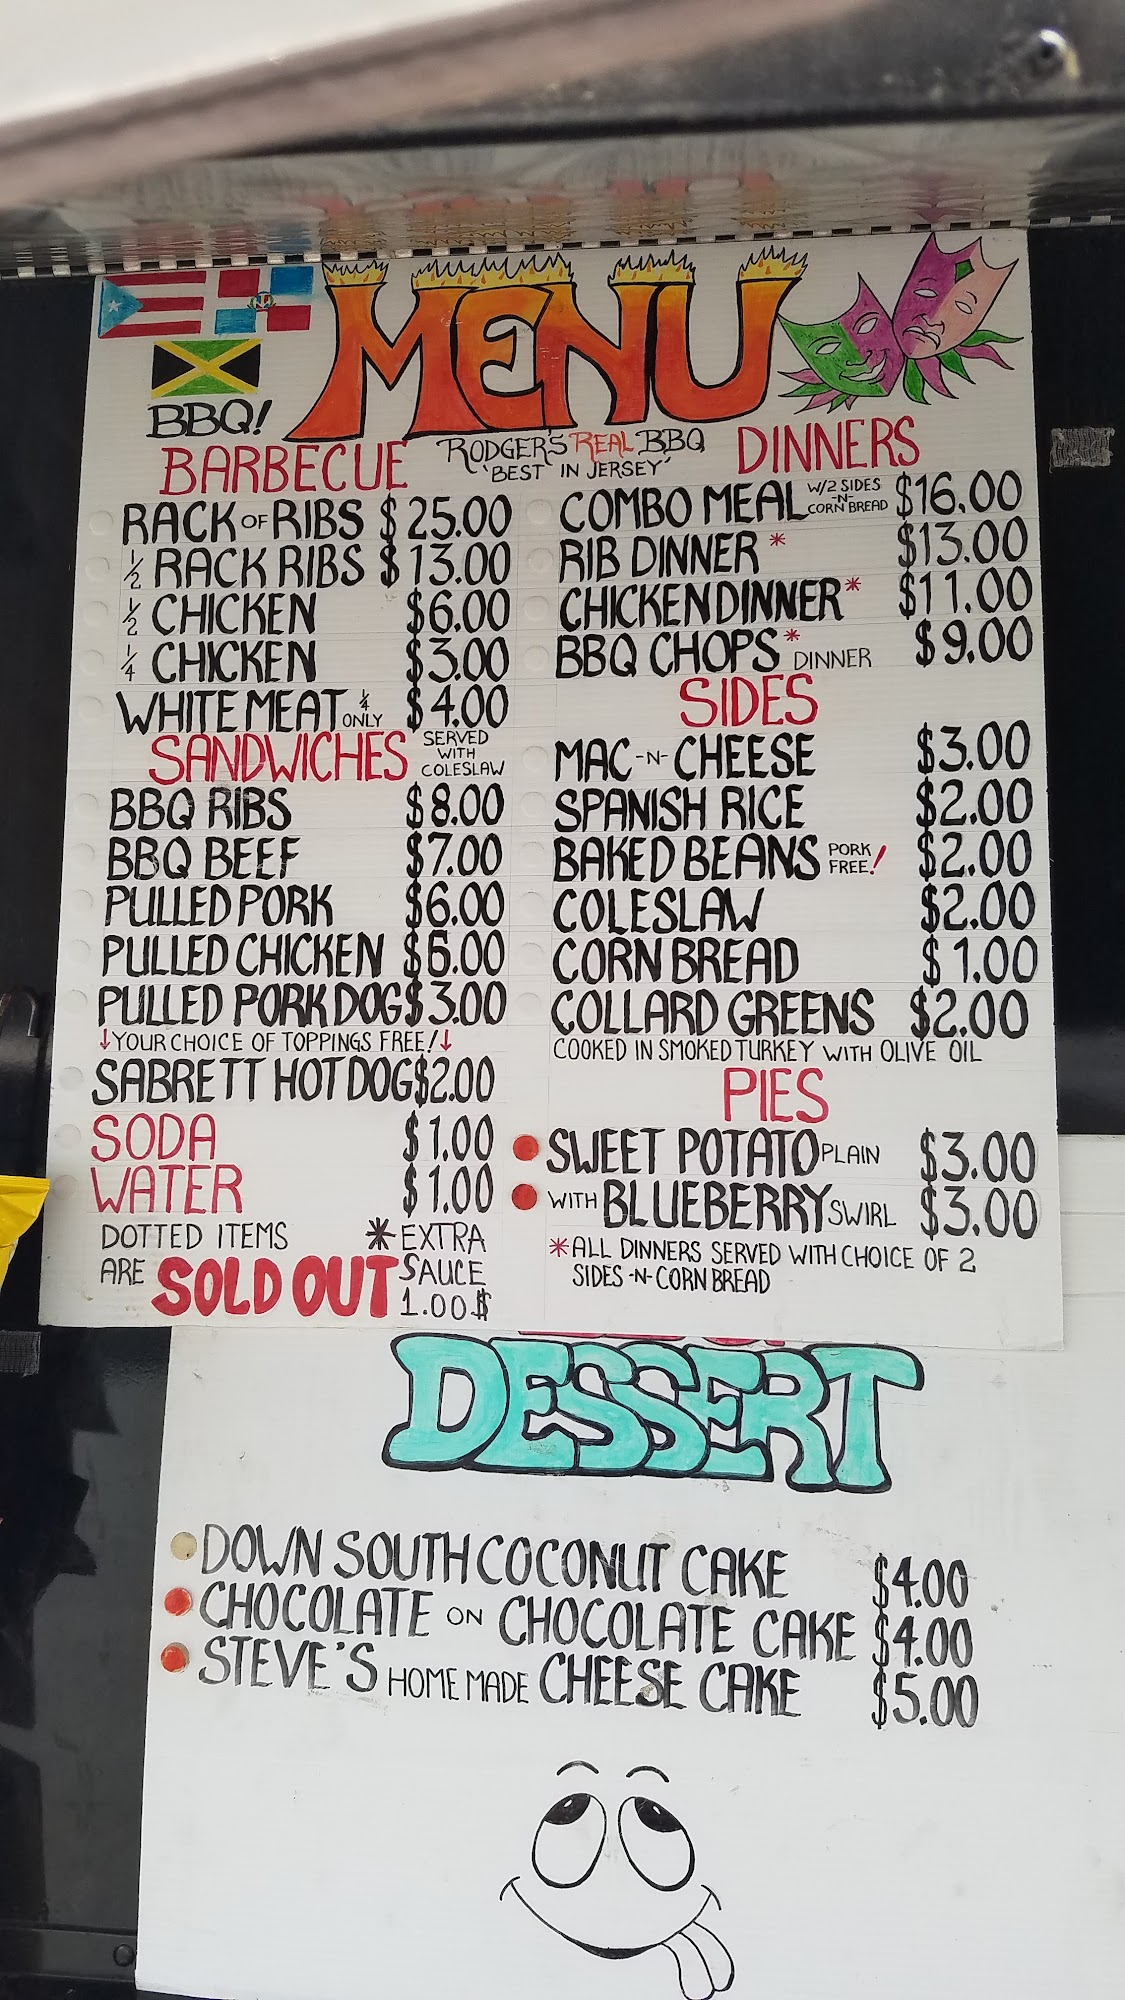 MENU
BBQ!
RODGER'S REAL BBQ
'BEST IN JERSEY'
BARBECUE
RACK OF RIBS $25.00
1/2 RACK RIBS $13.00
1/2 CHICKEN $6.00
1/4 CHICKEN $3.00
WHITE MEAT 1/4 ONLY $4.00
SANDWICHES SERVED WITH COLESLAW
BBQ RIBS $8.00
BBQ BEEF $7.00
PULLED PORK $6.00
PULLED CHICKEN
PULLED PORK DOG $3.00
↓YOUR CHOICE OF TOPPINGS FREE!↓
SABRETT HOT DOG $2.00
SODA $1.00
WATER $1.00
DOTTED ITEMS
ARE SOLD OUT
*EXTRA
SAUCE
1.00$
DINNERS
COMBO MEAL W/2 SIDES -N- CORN BREAD $16.00
RIB DINNER* $13.00
CHICKEN DINNER* $11.00
BBQ CHOPS* DINNER $9.00
SIDES
MAC -N- CHEESE $3.00
SPANISH RICE $2.00
BAKED BEANS PORK FREE! $2.00
COLESLAW $2.00
CORN BREAD $1.00
COLLARD GREENS $2.00
COOKED IN SMOKED TURKEY WITH OLIVE OIL
PIES
SWEET POTATO PLAIN $3.00
WITH BLUEBERRY SWIRL $3.00
*ALL DINNERS SERVED WITH CHOICE OF 2
SIDES -N- CORN BREAD
DESSERT
DOWN SOUTH COCONUT CAKE $4.00
CHOCOLATE ON CHOCOLATE CAKE $4.00
STEVE'S HOME MADE CHEESE CAKE $5.00